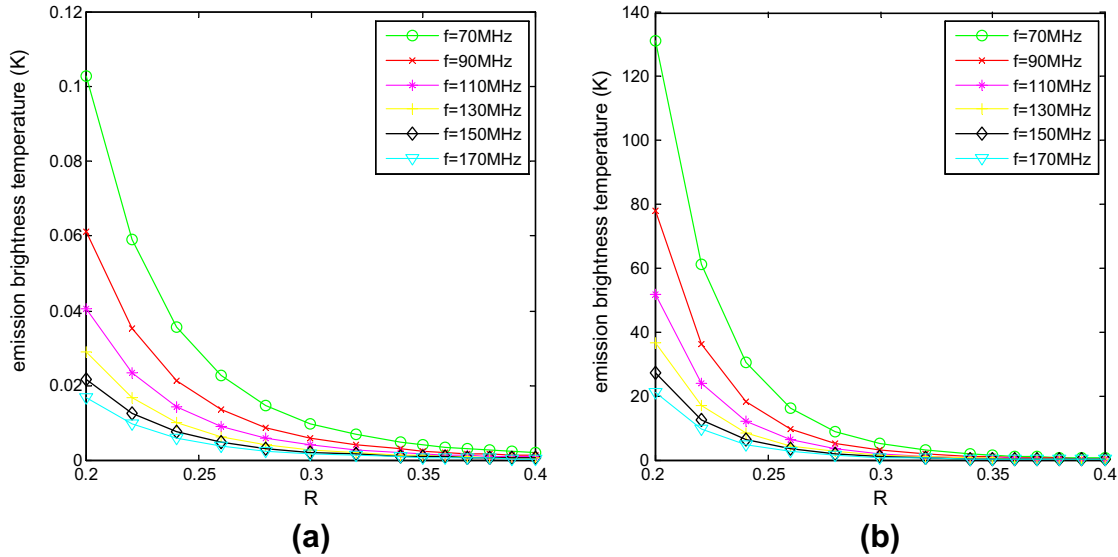 0.12
0.1
0.08
0.06
0.04
0.02
0
emission brightness temperature (K)
f=70MHz
f=90MHz
f=110MHz
f=130MHz
f=150MHz
f=170MHz
0.2 0.25 0.3 0.35 0.4
R
(a)
140
120
100
80
60
40
20
0
emission brightness temperature (K)
f=70MHz
f=90MHz
f=110MHz
f=130MHz
f=150MHz
f=170MHz
0.2 0.25 0.3 0.35 0.4
R
(b)